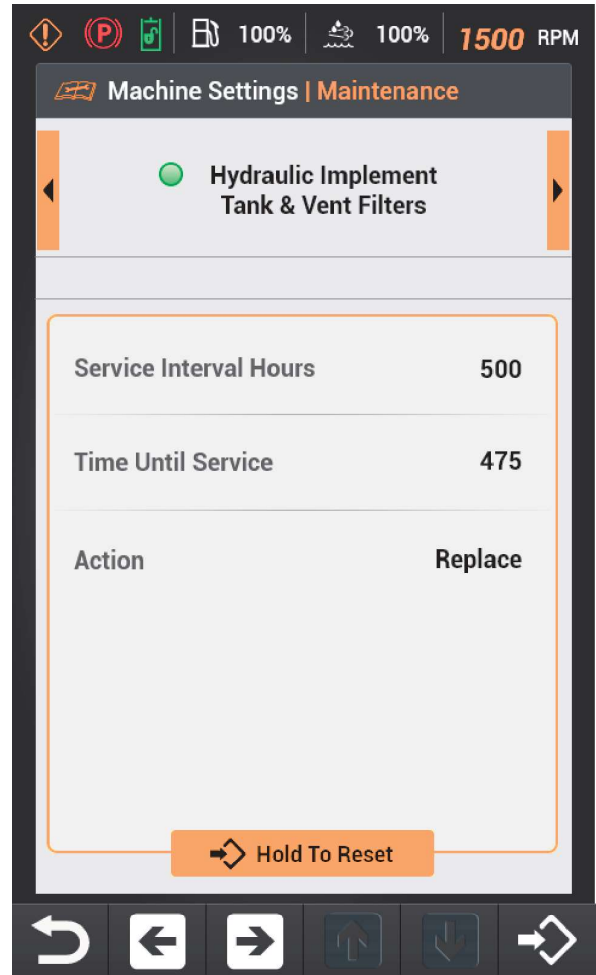 (P) 100% 100% 1500 RPM
Machine Settings | Maintenance
Hydraulic Implement
Tank & Vent Filters
Service Interval Hours 500
Time Until Service 475
Action Replace
Hold To Reset